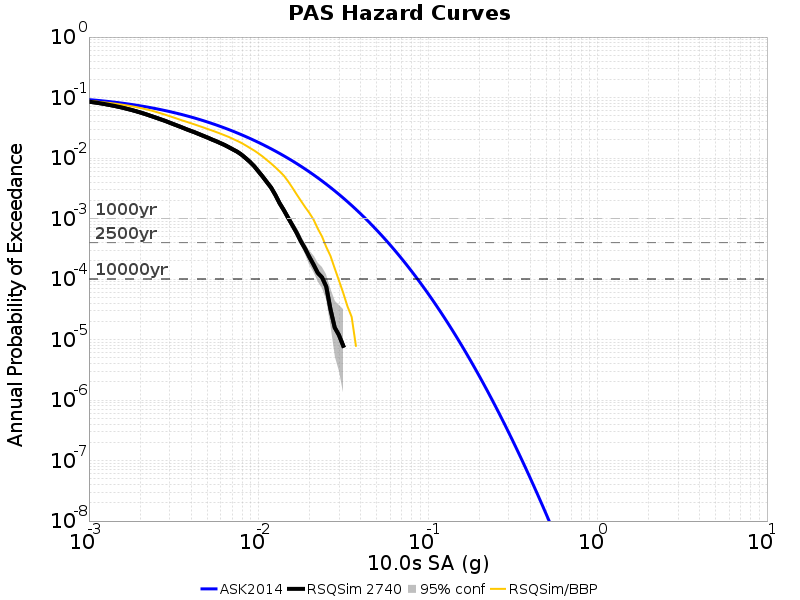 PAS Hazard Curves
Annual Probability of Exceedance
10^0
10^-1
10^-2
10^-3
10^-4
10^-5
10^-6
10^-7
10^-8
1000yr
2500yr
10000yr
10^-3 10^-2 10^-1 10^0 10^1
10.0s SA (g)
ASK2014 RSQSim 2740 95% conf RSQSim/BBP